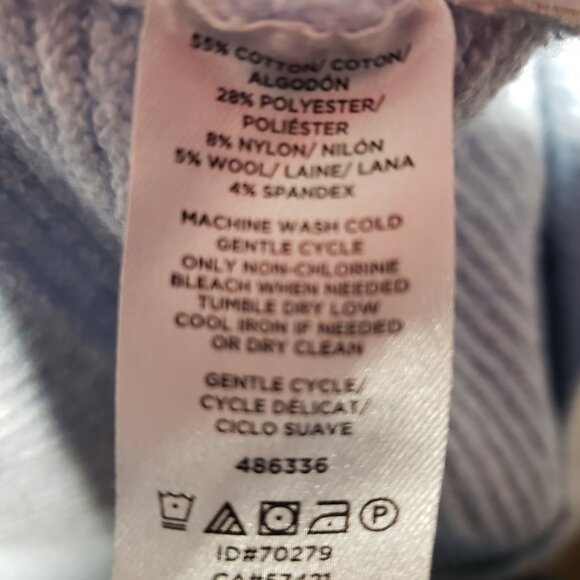 55% COTTON/ COTON/
ALGODÓN
28% POLYESTER/
POLIÉSTER
8% NYLON/ NILÓN
5% WOOL/ LAINE/ LANA
4% SPANDEX
MACHINE WASH COLD
GENTLE CYCLE
ONLY NON-CHLORINE
BLEACH WHEN NEEDED
TUMBLE DRY LOW
COOL IRON IF NEEDED
OR DRY CLEAN
GENTLE CYCLE/
CYCLE DÉLICAT/
CICLO SUAVE
486336
P
ID#70279
CA#57421